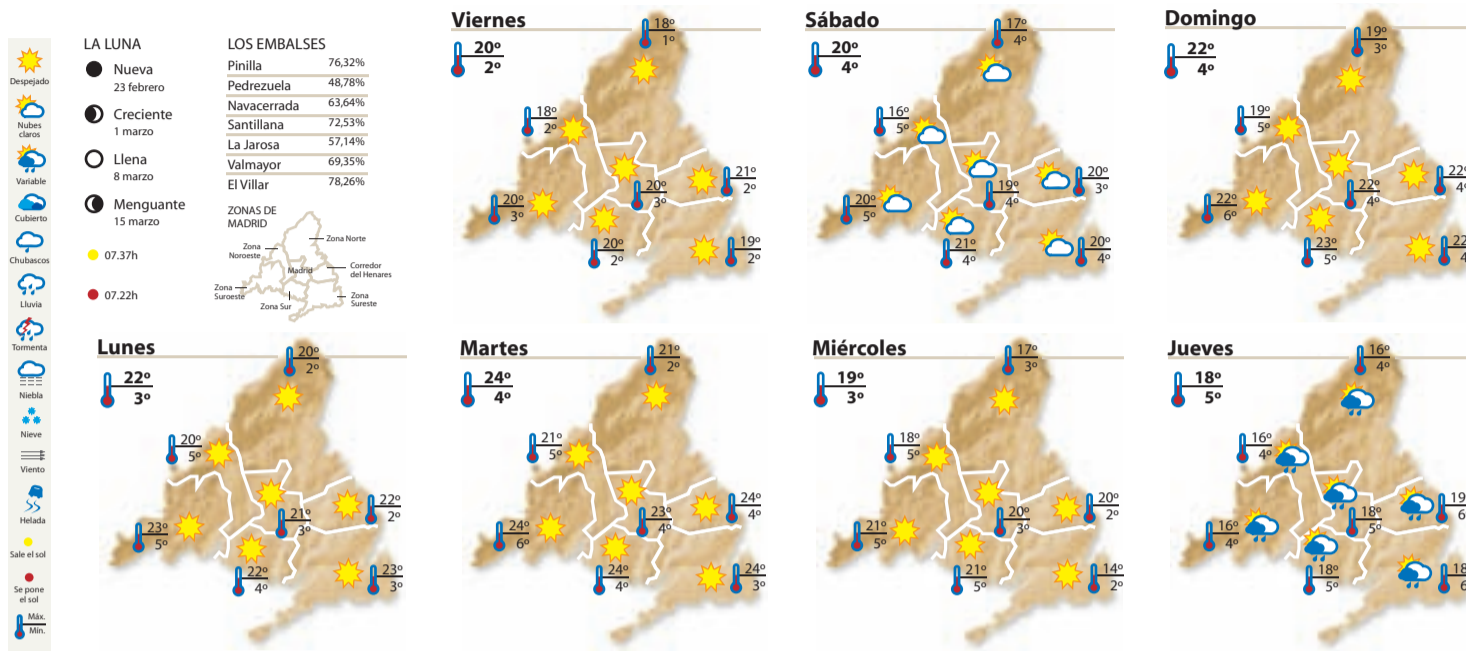 Despejado
Nubes
claros
Variable
Cubierto
Chubascos
Lluvia
Tormenta
Niebla
Nieve
Viento
Helada
Sale el sol
Se pone
el sol
Máx.
Mín.
LA LUNA
Nueva
23 febrero
Creciente
1 marzo
Llena
8 marzo
Menguante
15 marzo
07.37h
07.22h
LOS EMBALSES
Pinilla 76,32%
Pedrezuela 48,78%
Navacerrada 63,64%
Santillana 72,53%
La Jarosa 57,14%
Valmayor 69,35%
El Villar 78,26%
ZONAS DE
MADRID
Zona Norte
Zona
Noroeste
Madrid
Corredor
del Henares
Zona
Suroeste
Zona Sur
Zona
Sureste
Viernes
20º
2º
18º
1º
18º
2º
21º
2º
20º
3º
20º
3º
20º
2º
19º
2º
Sábado
20º
4º
17º
4º
16º
5º
20º
3º
19º
4º
20º
5º
21º
4º
20º
4º
Domingo
22º
4º
19º
3º
19º
5º
22º
4º
22º
4º
22º
6º
23º
5º
22
4
Lunes
22º
3º
20º
2º
20º
5º
22º
2º
21º
3º
23º
5º
22º
4º
23º
3º
Martes
24º
4º
21º
2º
21º
5º
24º
4º
23º
4º
24º
6º
24º
4º
24º
3º
Miércoles
19º
3º
17º
3º
18º
5º
20º
2º
20º
3º
21º
5º
21º
5º
14º
2º
Jueves
18º
5º
16º
4º
16º
4º
19
6
18º
5º
16º
4º
18º
5º
18
6